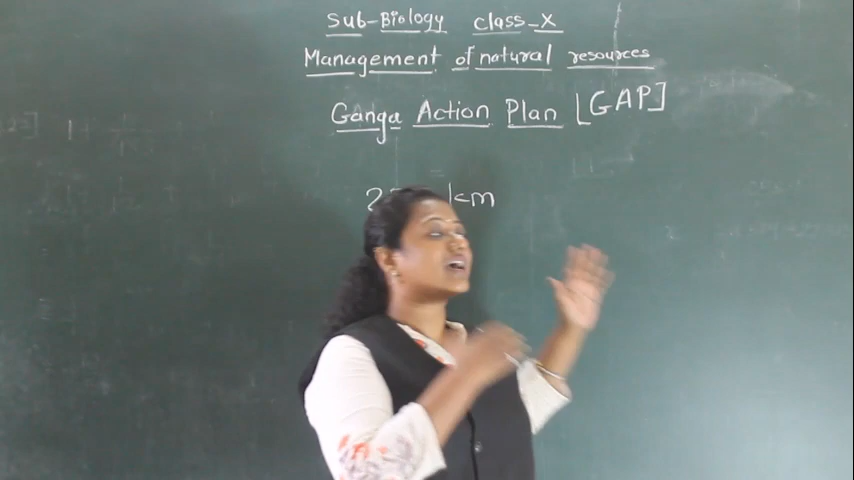 Sub-Biology class-X
Management of natural resources
Ganga Action Plan [GAP]
km